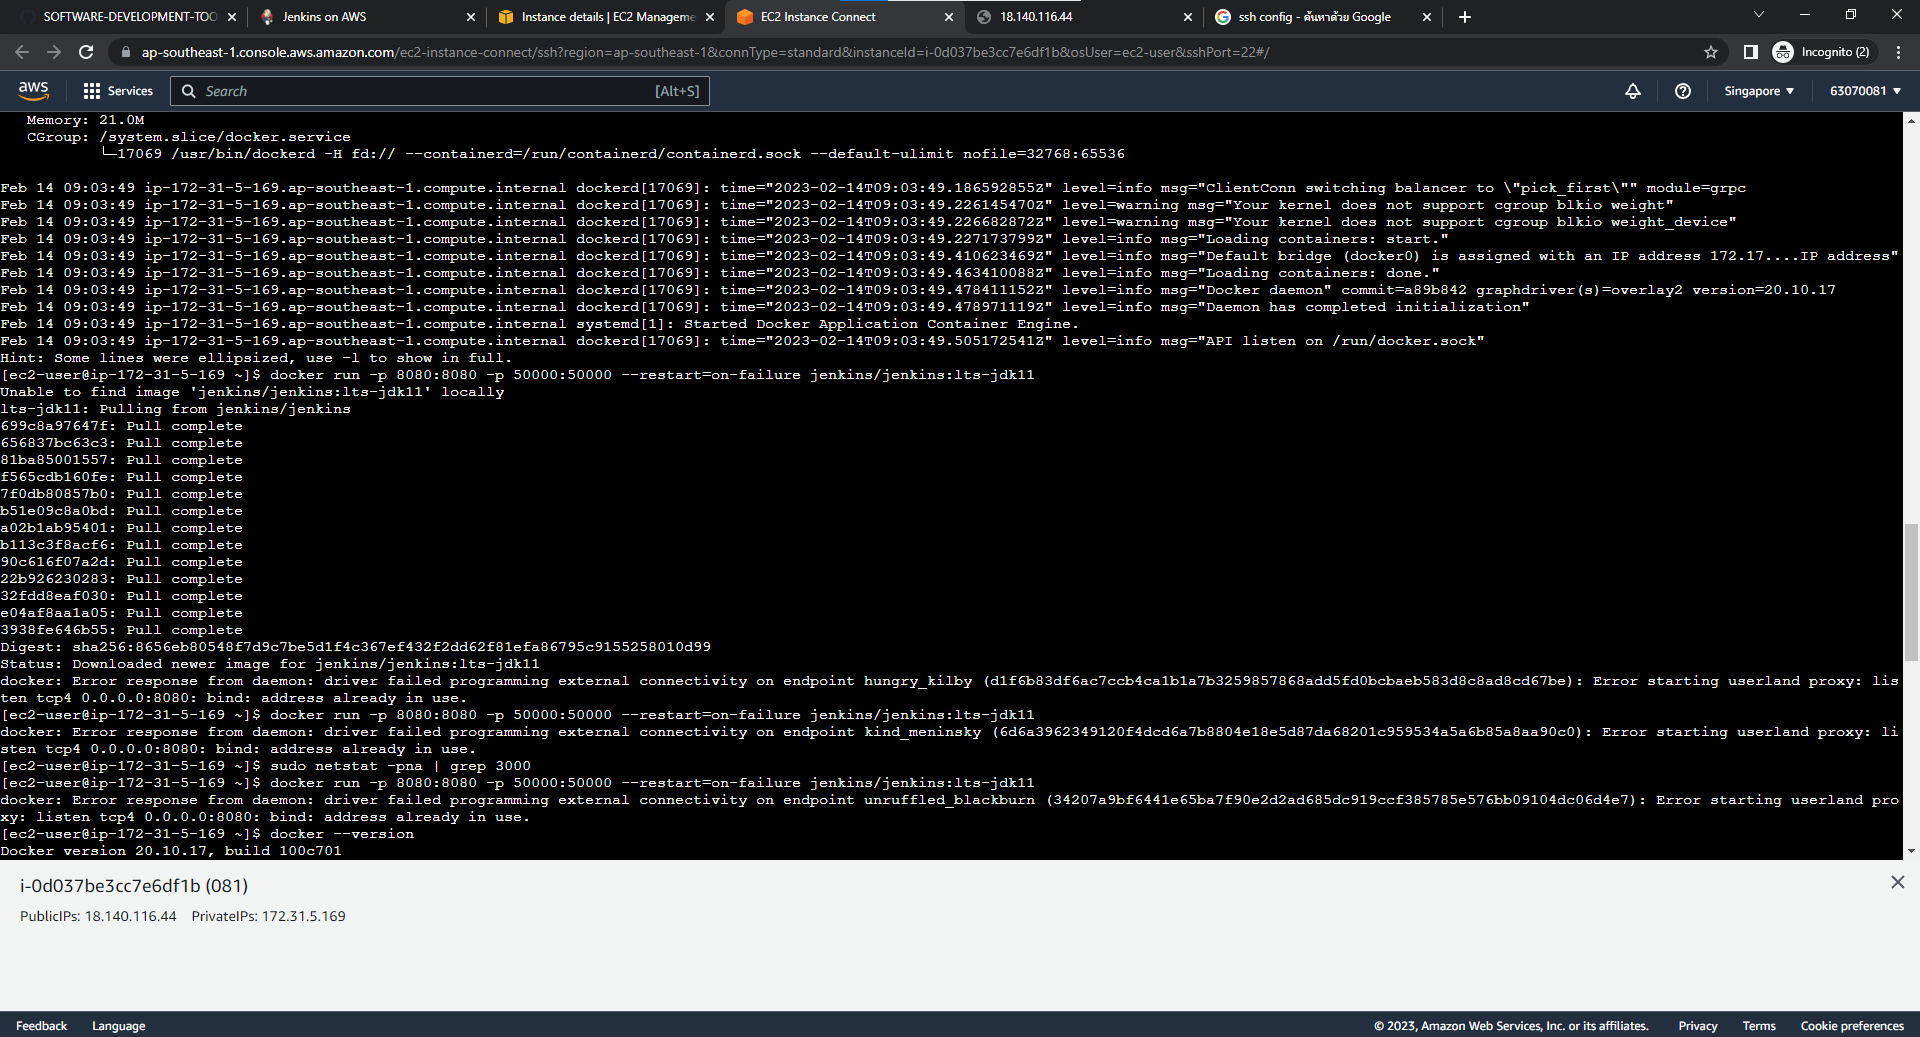 SOFTWARE-DEVELOPMENT-TOO
Jenkins on AWS
Instance details | EC2 Manageme
EC2 Instance Connect
18.140.116.44
ssh config - ค้นหาด้วย Google
ap-southeast-1.console.aws.amazon.com/ec2-instance-connect/ssh?region=ap-southeast-1&connType=standard&instanceId=i-0d037be3cc7e6df1b&osUser=ec2-user&sshPort=22#/
Incognito (2)
aws
Services
Search
[Alt+S]
Singapore
63070081
Memory: 21.0M
CGroup: /system.slice/docker.service
└─17069 /usr/bin/dockerd -H fd:// --containerd=/run/containerd/containerd.sock --default-ulimit nofile=32768:65536
Feb 14 09:03:49 ip-172-31-5-169.ap-southeast-1.compute.internal dockerd[17069]: time="2023-02-14T09:03:49.186592855Z" level=info msg="ClientConn switching balancer to \"pick_first\"" module=grpc
Feb 14 09:03:49 ip-172-31-5-169.ap-southeast-1.compute.internal dockerd[17069]: time="2023-02-14T09:03:49.226145470Z" level=warning msg="Your kernel does not support cgroup blkio weight"
Feb 14 09:03:49 ip-172-31-5-169.ap-southeast-1.compute.internal dockerd[17069]: time="2023-02-14T09:03:49.226682872Z" level=warning msg="Your kernel does not support cgroup blkio weight_device"
Feb 14 09:03:49 ip-172-31-5-169.ap-southeast-1.compute.internal dockerd[17069]: time="2023-02-14T09:03:49.227173799Z" level=info msg="Loading containers: start."
Feb 14 09:03:49 ip-172-31-5-169.ap-southeast-1.compute.internal dockerd[17069]: time="2023-02-14T09:03:49.410623469Z" level=info msg="Default bridge (docker0) is assigned with an IP address 172.17....IP address"
Feb 14 09:03:49 ip-172-31-5-169.ap-southeast-1.compute.internal dockerd[17069]: time="2023-02-14T09:03:49.463410088Z" level=info msg="Loading containers: done."
Feb 14 09:03:49 ip-172-31-5-169.ap-southeast-1.compute.internal dockerd[17069]: time="2023-02-14T09:03:49.478411152Z" level=info msg="Docker daemon" commit=a89b842 graphdriver(s)=overlay2 version=20.10.17
Feb 14 09:03:49 ip-172-31-5-169.ap-southeast-1.compute.internal dockerd[17069]: time="2023-02-14T09:03:49.478971119Z" level=info msg="Daemon has completed initialization"
Feb 14 09:03:49 ip-172-31-5-169.ap-southeast-1.compute.internal systemd[1]: Started Docker Application Container Engine.
Feb 14 09:03:49 ip-172-31-5-169.ap-southeast-1.compute.internal dockerd[17069]: time="2023-02-14T09:03:49.505172541Z" level=info msg="API listen on /run/docker.sock"
Hint: Some lines were ellipsized, use -l to show in full.
[ec2-user@ip-172-31-5-169 ~]$ docker run -p 8080:8080 -p 50000:50000 --restart=on-failure jenkins/jenkins:lts-jdk11
Unable to find image 'jenkins/jenkins:lts-jdk11' locally
lts-jdk11: Pulling from jenkins/jenkins
699c8a97647f: Pull complete
656837bc63c3: Pull complete
81ba85001557: Pull complete
f565cdb160fe: Pull complete
7f0db80857b0: Pull complete
b51e09c8a0bd: Pull complete
a02b1ab95401: Pull complete
b113c3f8acf6: Pull complete
90c616f07a2d: Pull complete
22b926230283: Pull complete
32fdd8eaf030: Pull complete
e04af8aa1a05: Pull complete
3938fe646b55: Pull complete
Digest: sha256:8656eb80548f7d9c7be5d1f4c367ef432f2dd62f81efa86795c9155258010d99
Status: Downloaded newer image for jenkins/jenkins:lts-jdk11
docker: Error response from daemon: driver failed programming external connectivity on endpoint hungry_kilby (d1f6b83df6ac7ccb4ca1b1a7b3259857868add5fd0bcbaeb583d8c8ad8cd67be): Error starting userland proxy: lis
ten tcp4 0.0.0.0:8080: bind: address already in use.
[ec2-user@ip-172-31-5-169 ~]$ docker run -p 8080:8080 -p 50000:50000 --restart=on-failure jenkins/jenkins:lts-jdk11
docker: Error response from daemon: driver failed programming external connectivity on endpoint kind_meninsky (6d6a3962349120f4dcd6a7b8804e18e5d87da68201c959534a5a6b85a8aa90c0): Error starting userland proxy: li
sten tcp4 0.0.0.0:8080: bind: address already in use.
[ec2-user@ip-172-31-5-169 ~]$ sudo netstat -pna | grep 3000
[ec2-user@ip-172-31-5-169 ~]$ docker run -p 8080:8080 -p 50000:50000 --restart=on-failure jenkins/jenkins:lts-jdk11
docker: Error response from daemon: driver failed programming external connectivity on endpoint unruffled_blackburn (34207a9bf6441e65ba7f90e2d2ad685dc919ccf385785e576bb09104dc06d4e7): Error starting userland pro
xy: listen tcp4 0.0.0.0:8080: bind: address already in use.
[ec2-user@ip-172-31-5-169 ~]$ docker --version
Docker version 20.10.17, build 100c701
i-0d037be3cc7e6df1b (081)
PublicIPs: 18.140.116.44 PrivateIPs: 172.31.5.169
Feedback
Language
© 2023, Amazon Web Services, Inc. or its affiliates.
Privacy
Terms
Cookie preferences